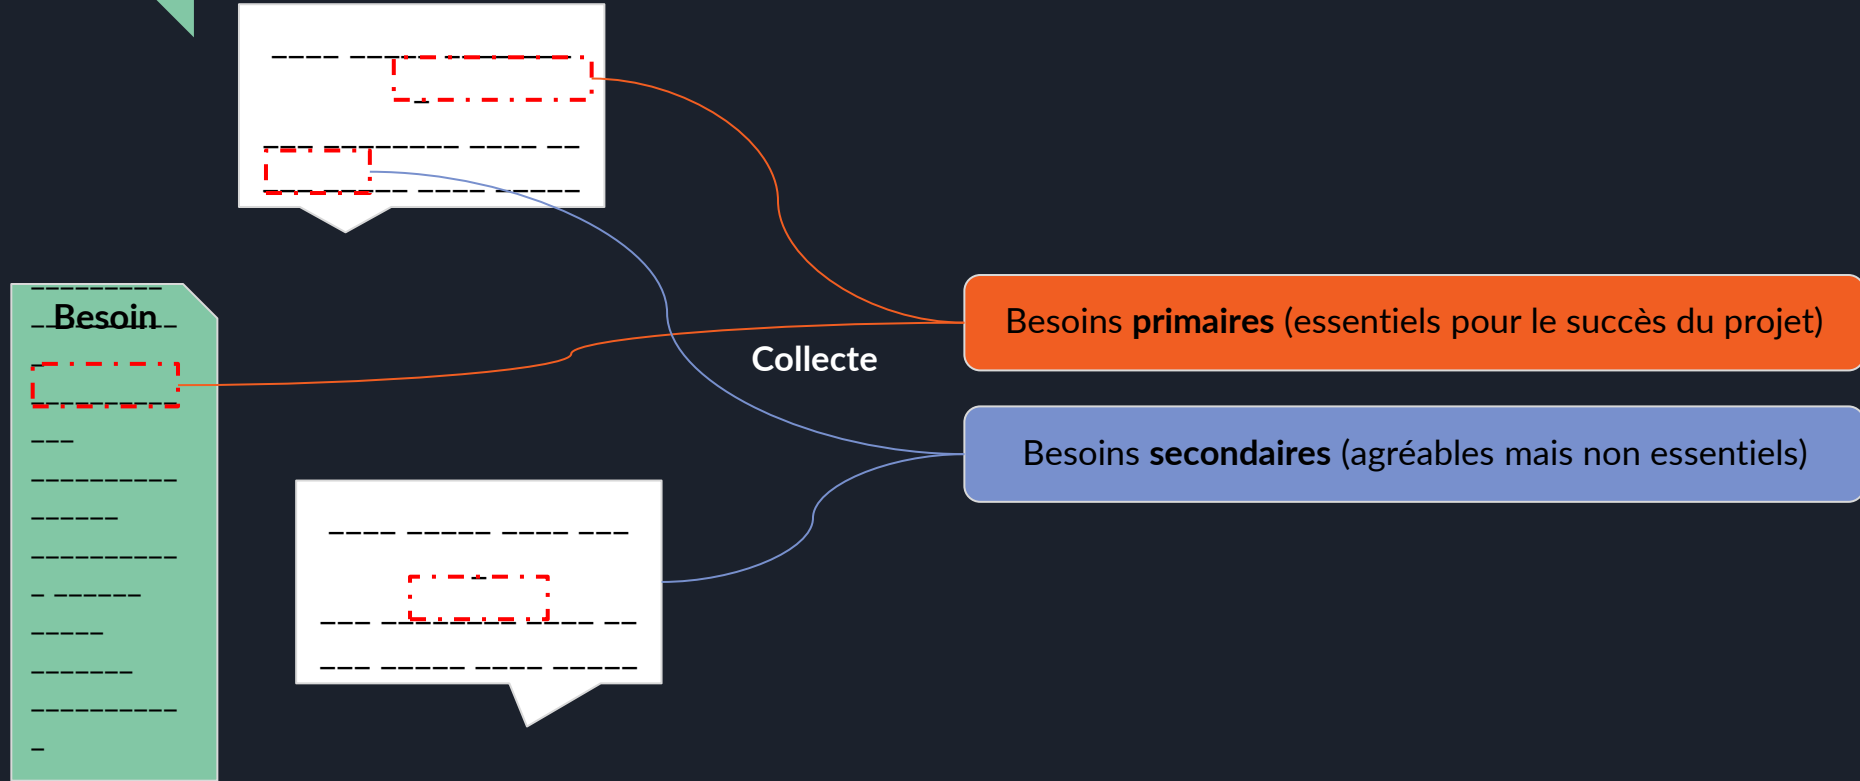 Besoin
Collecte
Besoins primaires (essentiels pour le succès du projet)
Besoins secondaires (agréables mais non essentiels)